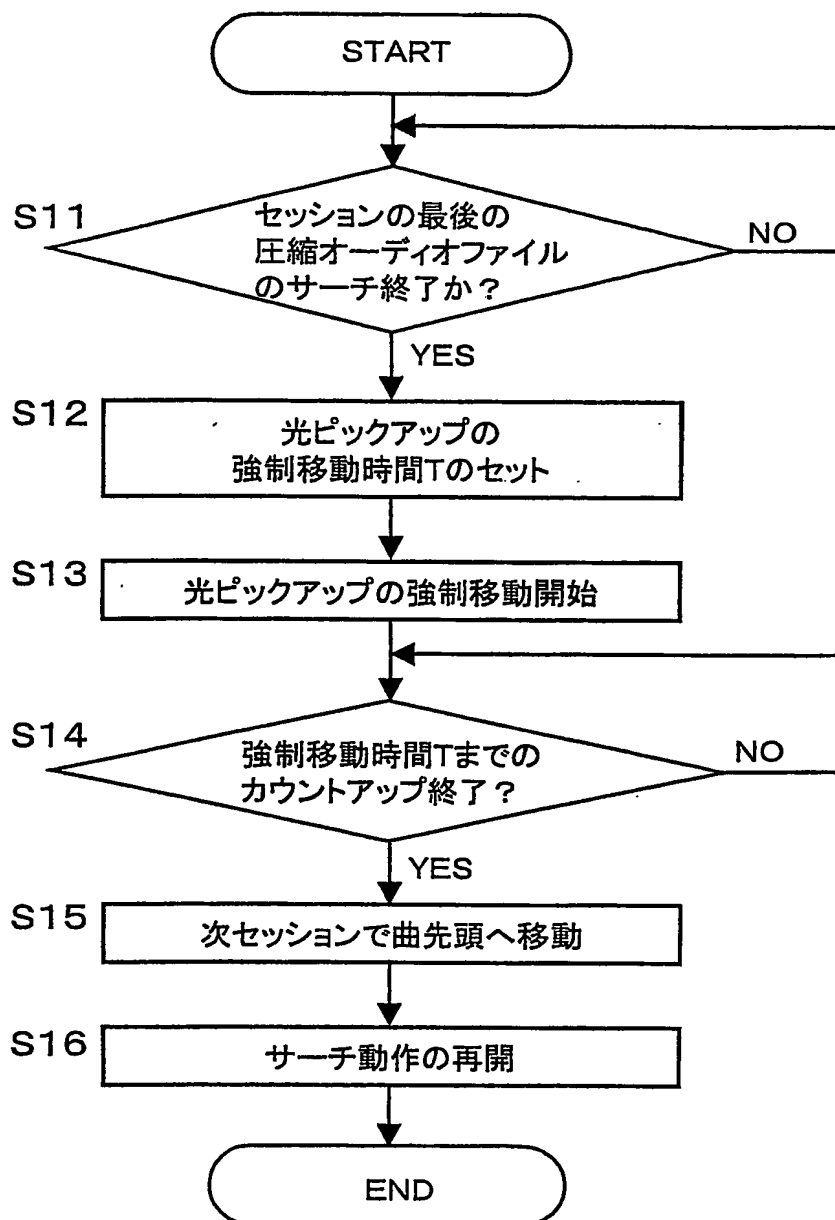 START
S11
セッションの最後の
圧縮オーディオファイル
のサーチ終了か？
NO
YES
S12
光ピックアップの
強制移動時間Tのセット
S13
光ピックアップの強制移動開始
S14
強制移動時間Tまでの
カウントアップ終了？
NO
YES
S15
次セッションで曲先頭へ移動
S16
サーチ動作の再開
END